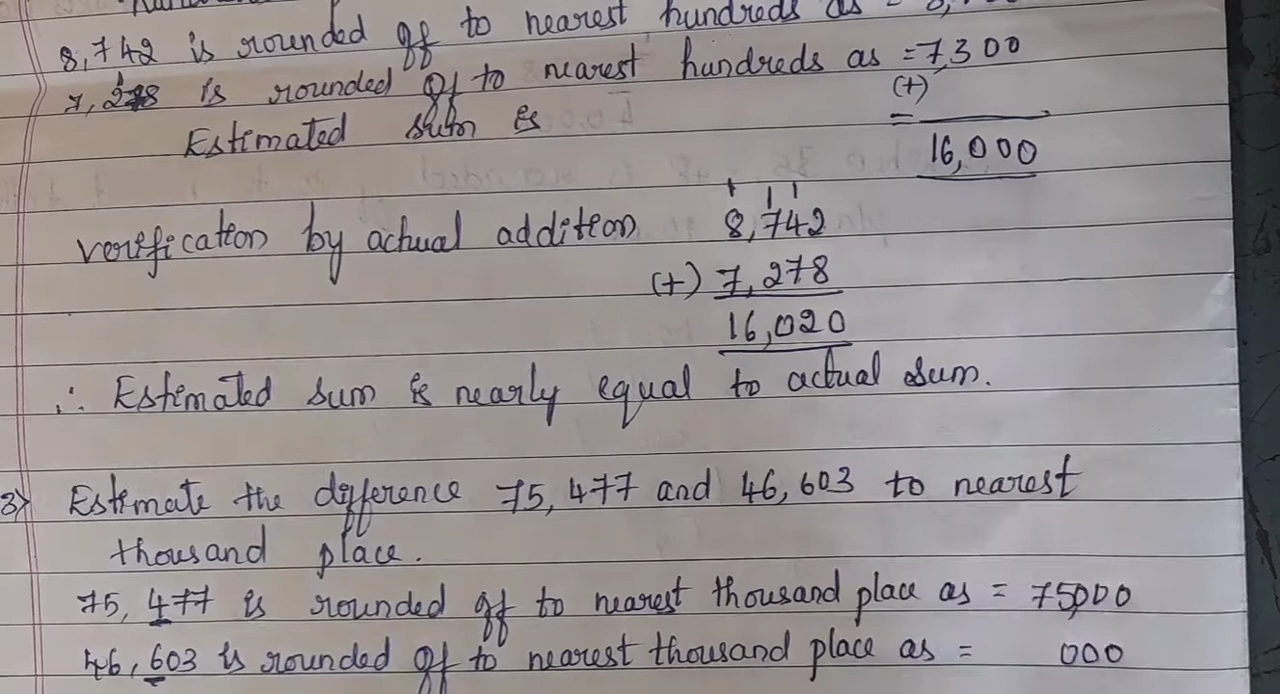 8,742 is rounded off to nearest hundreds as =
7,278 is rounded off to nearest hundreds as = 7,300
(+)
Estimated sum is =
16,000
verification by actual addition 8,742
(+) 7,278
16,020
∴ Estimated sum is nearly equal to actual sum.
3) Estimate the difference 75,477 and 46,603 to nearest
thousand place.
75,477 is rounded off to nearest thousand place as = 75,000
46,603 is rounded off to nearest thousand place as = 000